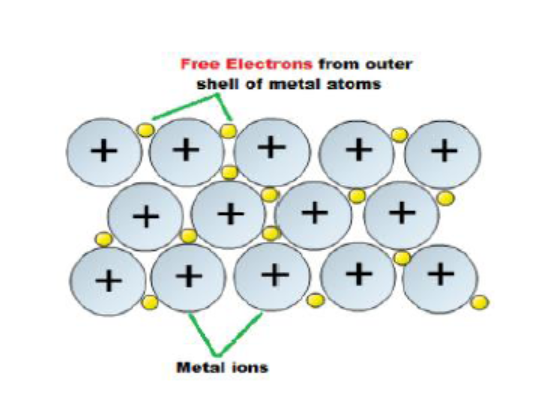 Free Electrons from outer
shell of metal atoms
+ + + + +
+ + + +
+ + + + +
Metal ions